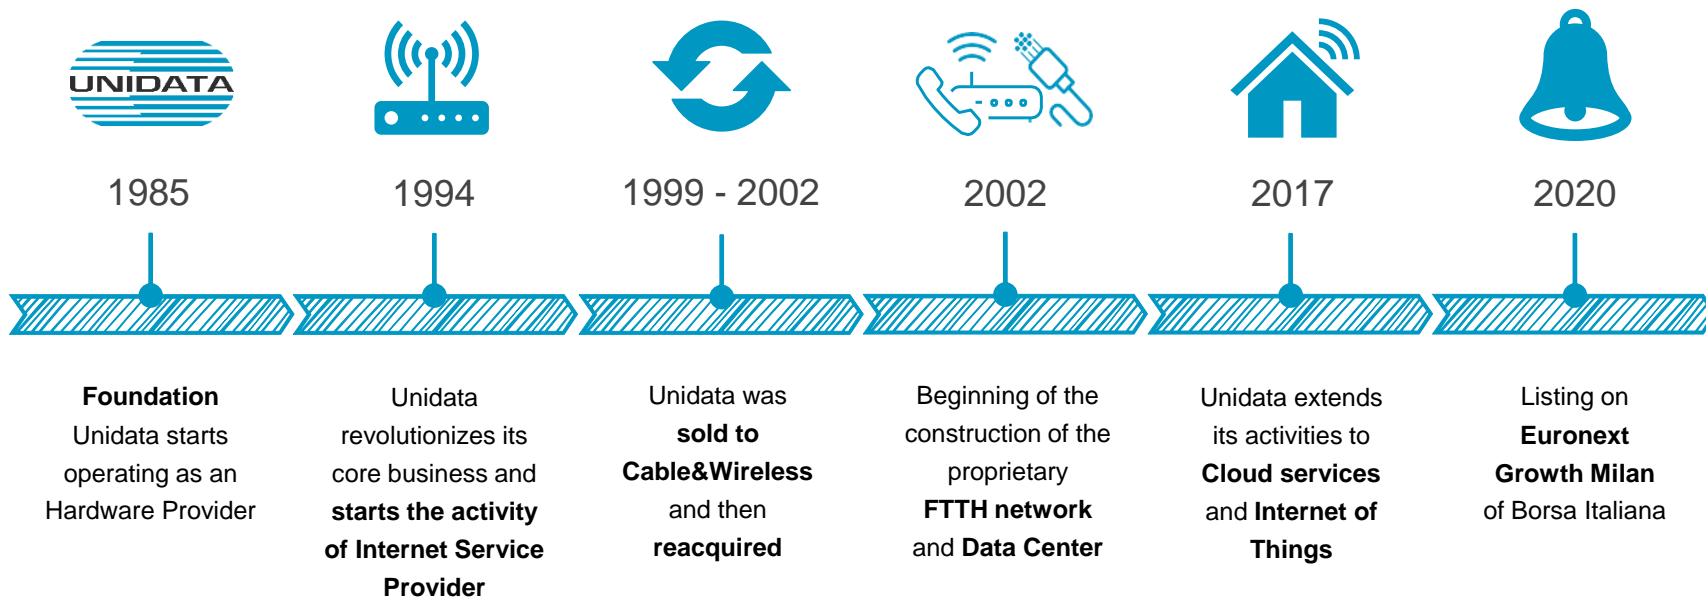 UNIDATA
1985
Foundation
Unidata starts
operating as an
Hardware Provider
1994
Unidata
revolutionizes its
core business and
starts the activity
of Internet Service
Provider
1999 - 2002
Unidata was
sold to
Cable&Wireless
and then
reacquired
2002
Beginning of the
construction of the
proprietary
FTTH network
and Data Center
2017
Unidata extends
its activities to
Cloud services
and Internet of
Things
2020
Listing on
Euronext
Growth Milan
of Borsa Italiana